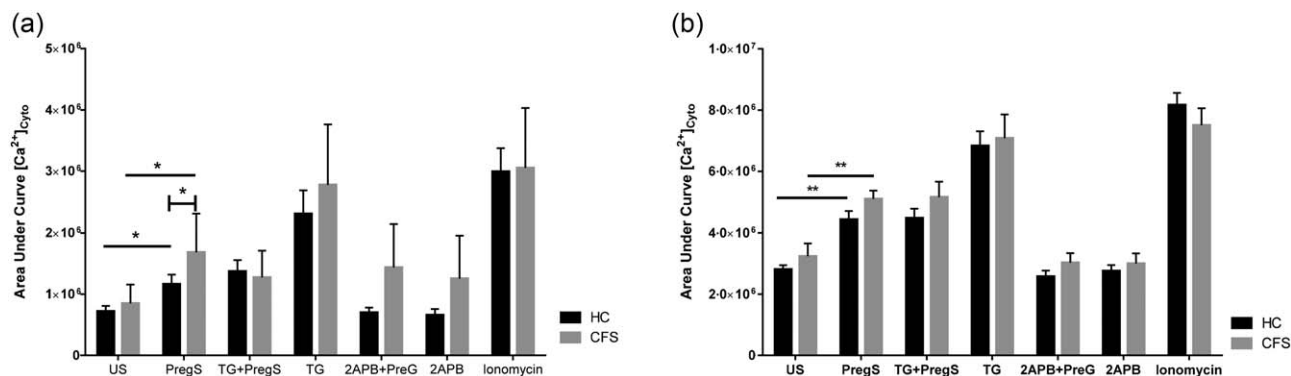 (a)
Area Under Curve [Ca²⁺]Cyto
5×10⁶
4×10⁶
3×10⁶
2×10⁶
1×10⁶
0
*
*
*
US PregS TG+PregS TG 2APB+PreG 2APB Ionomycin
HC
CFS
(b)
Area Under Curve [Ca²⁺]Cyto
1·0×10⁷
8·0×10⁶
6·0×10⁶
4·0×10⁶
2·0×10⁶
0
**
**
US PregS TG+PregS TG 2APB+PreG 2APB Ionomycin
HC
CFS